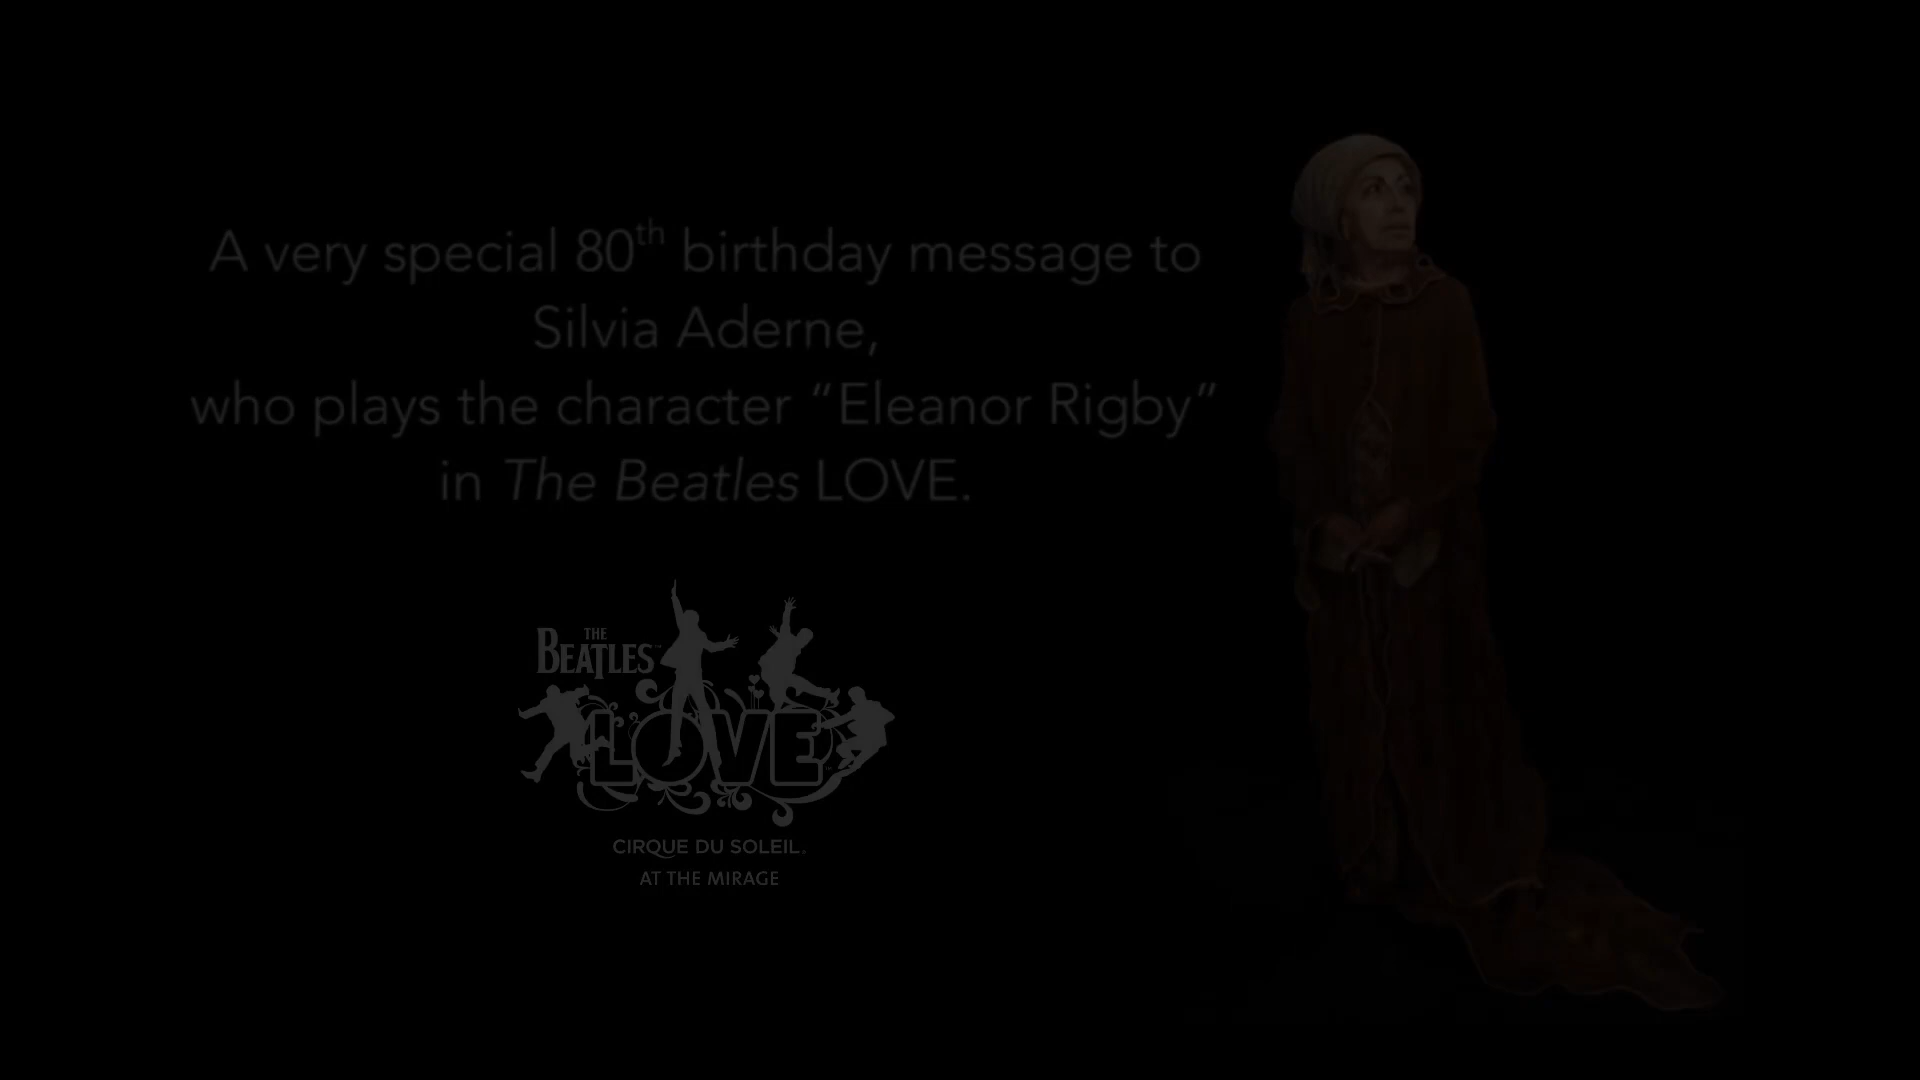 A very special 80th birthday message to
Silvia Aderne,
who plays the character “Eleanor Rigby”
in The Beatles LOVE.
THE
BEATLES™
LOVE
CIRQUE DU SOLEIL.
AT THE MIRAGE